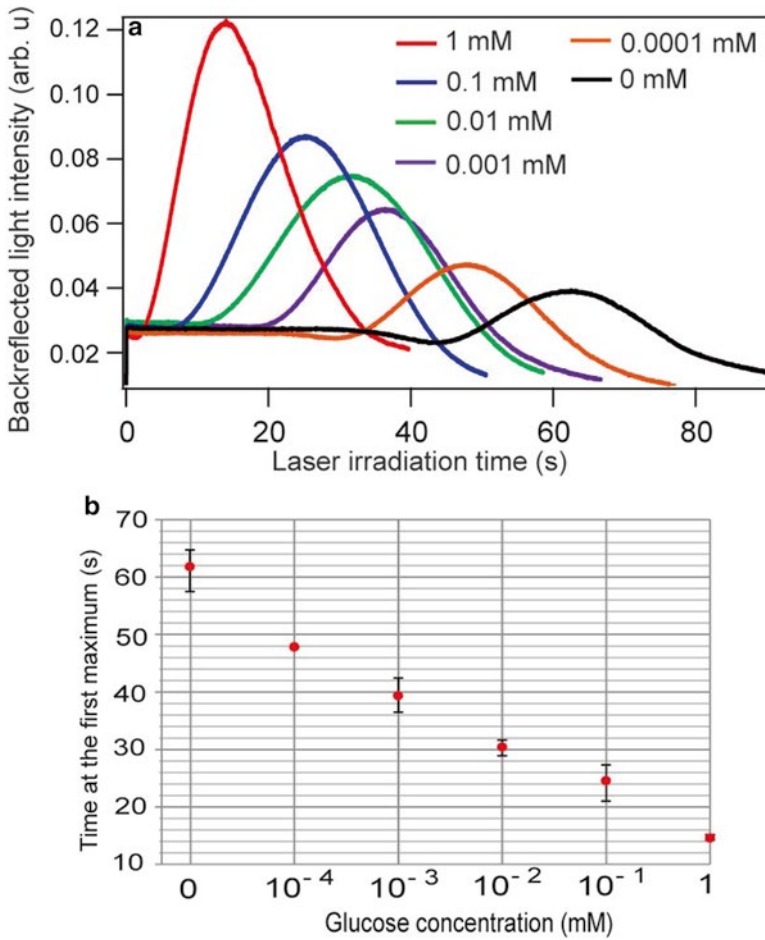 a
Backreflected light intensity (arb. u)
0.12
0.10
0.08
0.06
0.04
0.02
1 mM
0.1 mM
0.01 mM
0.001 mM
0.0001 mM
0 mM
0 20 40 60 80
Laser irradiation time (s)
b
Time at the first maximum (s)
70
60
50
40
30
20
10
0 10⁻⁴ 10⁻³ 10⁻² 10⁻¹ 1
Glucose concentration (mM)